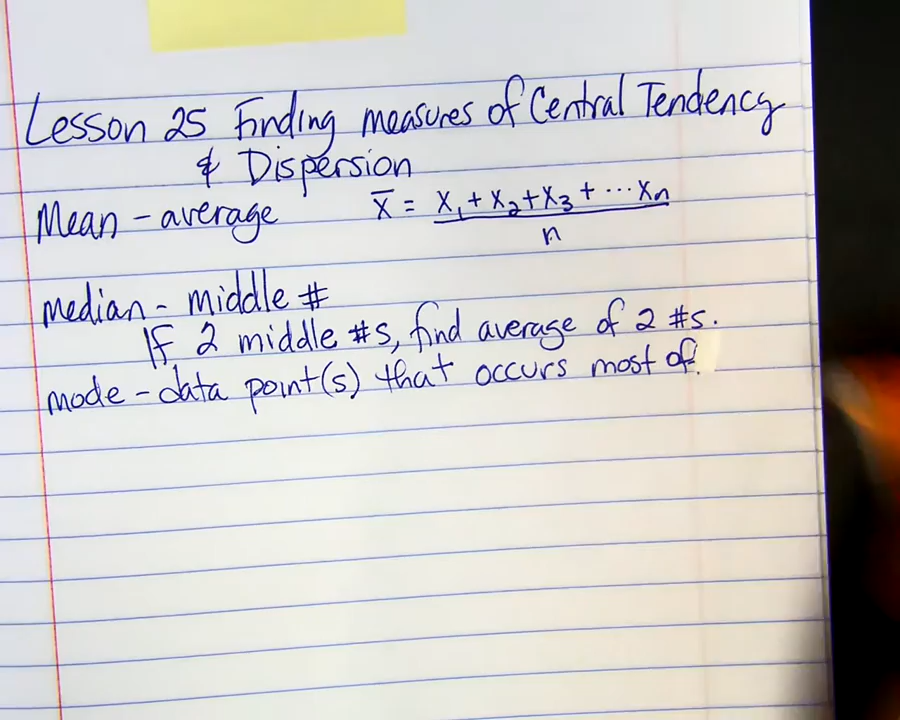 Lesson 25 Finding measures of Central Tendency
& Dispersion
Mean - average x̄ = x₁ + x₂ + x₃ + ⋯ xₙ / n
median - middle #
If 2 middle #s, find average of 2 #s.
mode - data point(s) that occurs most of